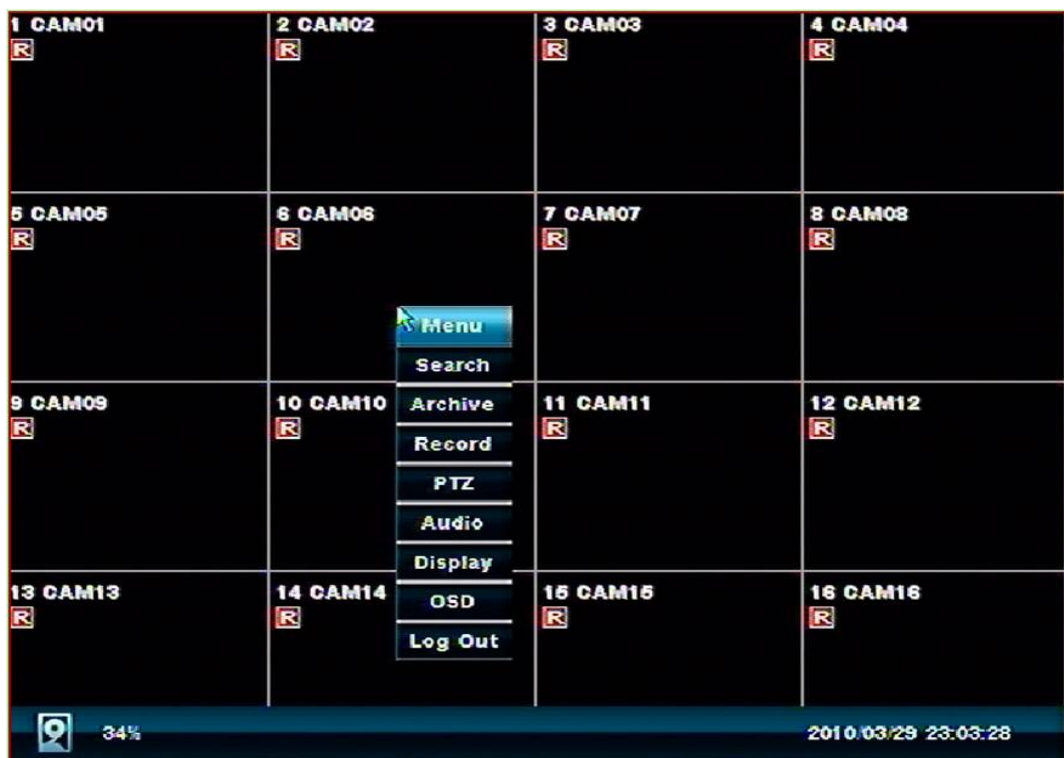 1 CAM01 2 CAM02 3 CAM03 4 CAM04
R R R R
5 CAM05 6 CAM06 7 CAM07 8 CAM08
R R R R
Menu
Search
9 CAM09 10 CAM10 Archive 11 CAM11 12 CAM12
R R R R
Record
PTZ
Audio
Display
13 CAM13 14 CAM14 15 CAM15 16 CAM16
OSD
R R R R
Log Out
34% 2010/03/29 23:03:28